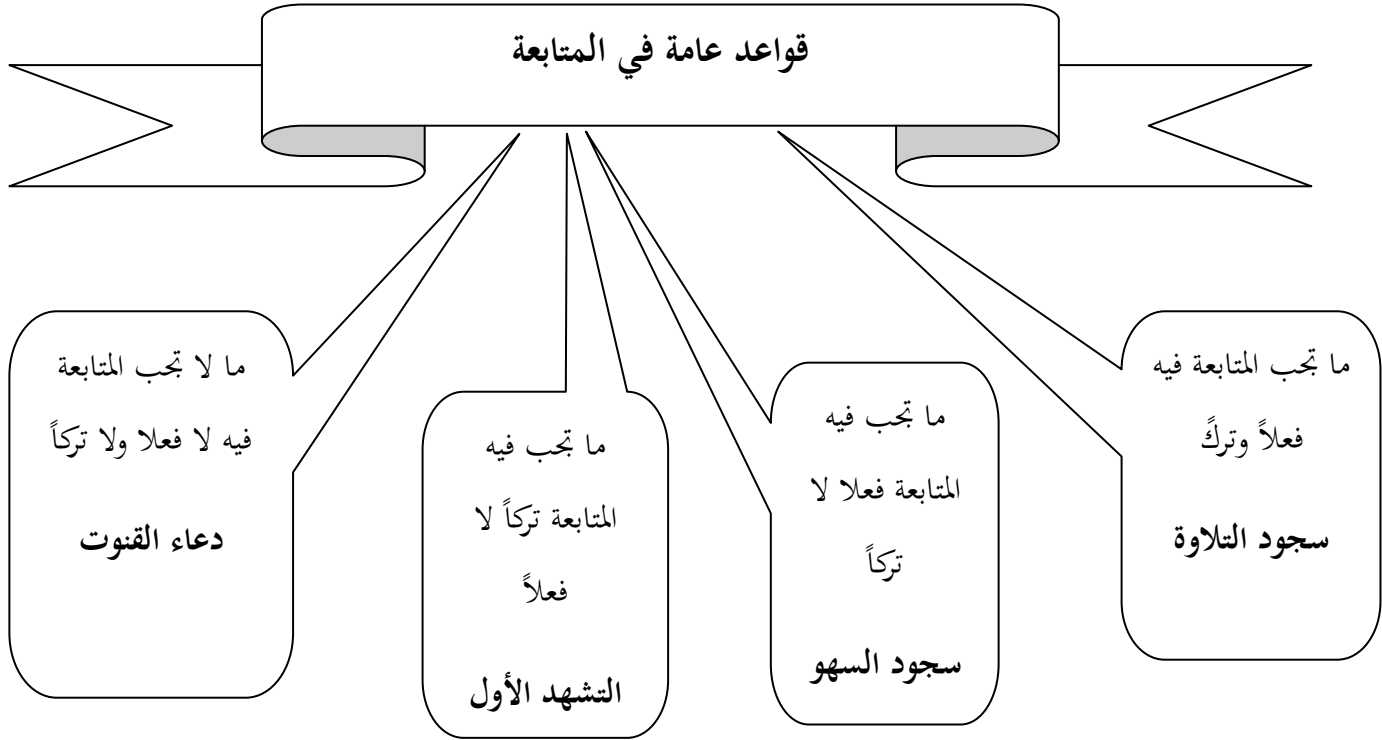 قواعد عامة في المتابعة
ما تجب المتابعة فيه
فعلاً وتركً
سجود التلاوة
ما تجب فيه
المتابعة فعلا لا
تركاً
سجود السهو
ما تجب فيه
المتابعة تركاً لا
فعلاً
التشهد الأول
ما لا تجب المتابعة
فيه لا فعلا ولا تركاً
دعاء القنوت